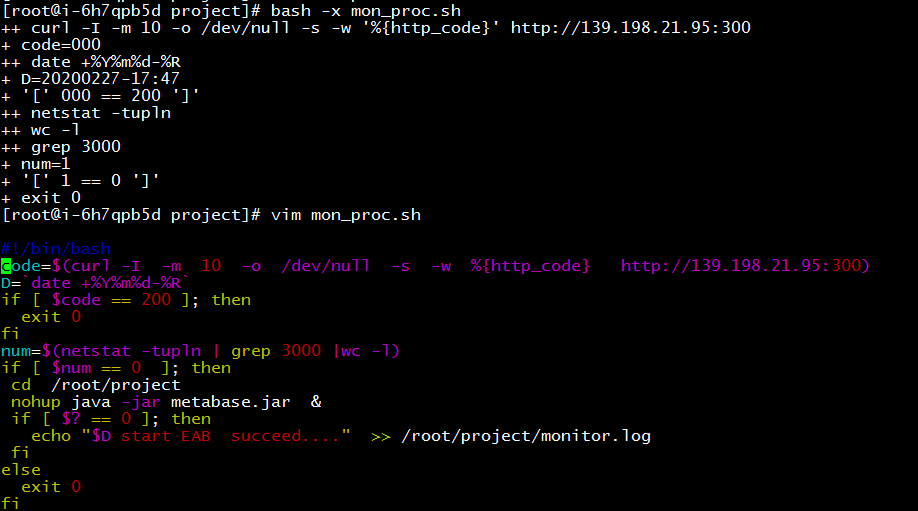 [root@i-6h7qpb5d project]# bash -x mon_proc.sh
++ curl -I -m 10 -o /dev/null -s -w '%{http_code}' http://139.198.21.95:300
+ code=000
++ date +%Y%m%d-%R
+ D=20200227-17:47
+ '[' 000 == 200 ']'
++ netstat -tupln
++ wc -l
++ grep 3000
+ num=1
+ '[' 1 == 0 ']'
+ exit 0
[root@i-6h7qpb5d project]# vim mon_proc.sh
#!/bin/bash
code=$(curl -I  -m  10  -o  /dev/null  -s  -w  %{http_code}   http://139.198.21.95:300)
D=`date +%Y%m%d-%R`
if [ $code == 200 ]; then
  exit 0
fi
num=$(netstat -tupln | grep 3000 |wc -l)
if [ $num == 0  ]; then
 cd  /root/project
 nohup java -jar metabase.jar  &
 if [ $? == 0 ]; then
   echo "$D start EAB  succeed...."  >> /root/project/monitor.log
 fi
else
  exit 0
fi